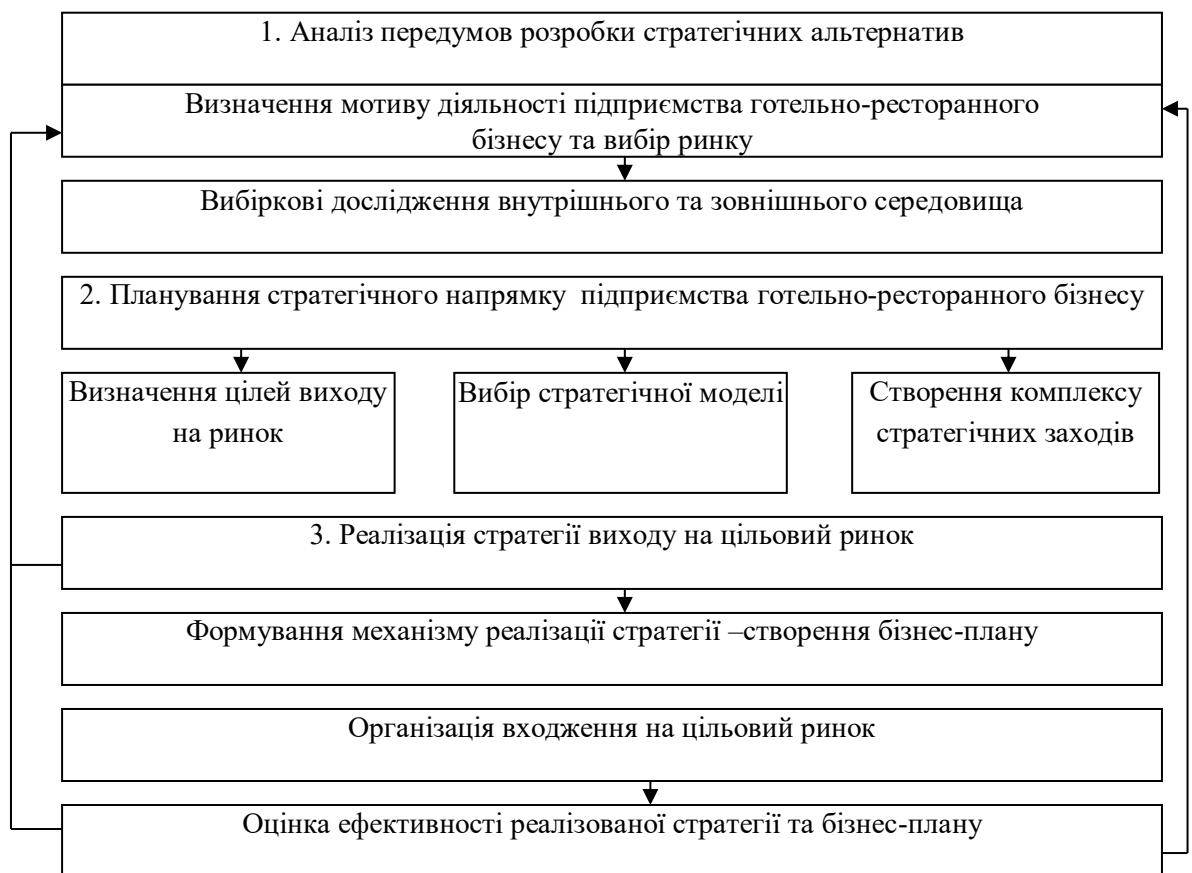 1. Аналіз передумов розробки стратегічних альтернатив
Визначення мотиву діяльності підприємства готельно-ресторанного
бізнесу та вибір ринку
Вибіркові дослідження внутрішнього та зовнішнього середовища
2. Планування стратегічного напрямку підприємства готельно-ресторанного бізнесу
Визначення цілей виходу
на ринок
Вибір стратегічної моделі
Створення комплексу
стратегічних заходів
3. Реалізація стратегії виходу на цільовий ринок
Формування механізму реалізації стратегії –створення бізнес-плану
Організація входження на цільовий ринок
Оцінка ефективності реалізованої стратегії та бізнес-плану